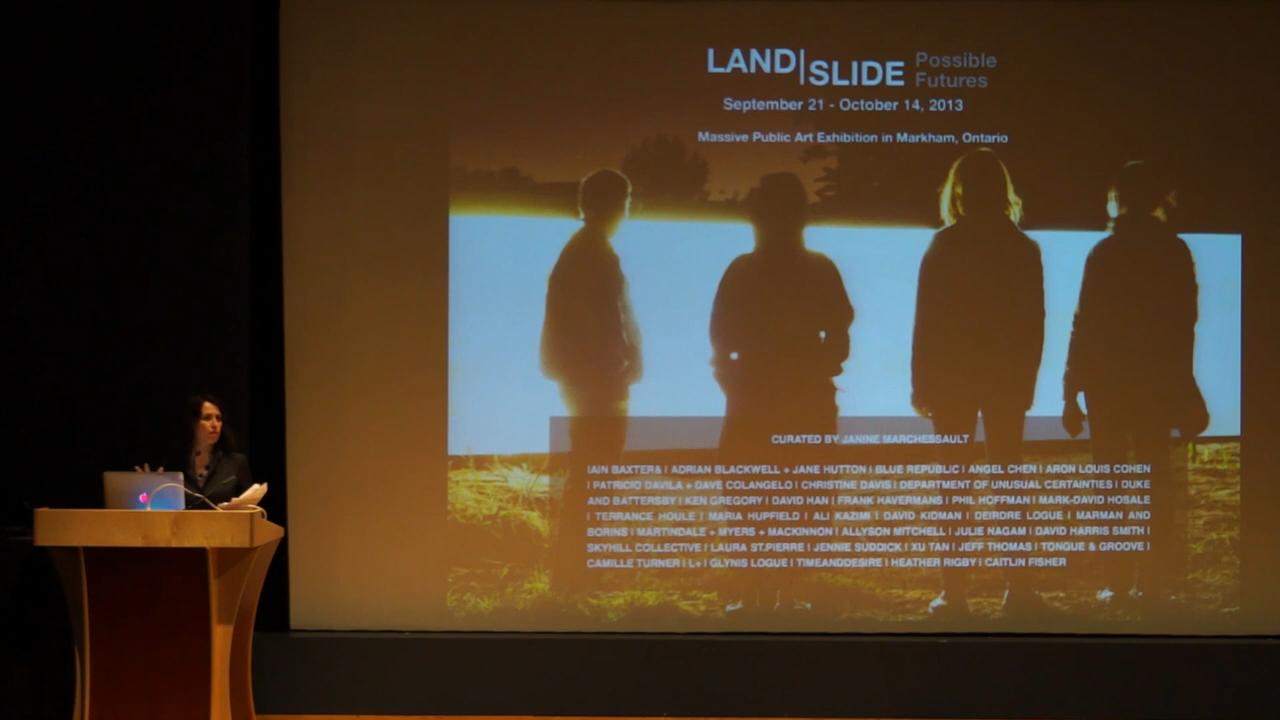 LAND|SLIDE Possible Futures
September 21 - October 14, 2013
Massive Public Art Exhibition in Markham, Ontario
CURATED BY JANINE MARCHESSAULT
IAIN BAXTER& | ADRIAN BLACKWELL + JANE HUTTON | BLUE REPUBLIC | ANGEL CHEN | ARON LOUIS COHEN
| PATRICIO DAVILA + DAVE COLANGELO | CHRISTINE DAVIS | DEPARTMENT OF UNUSUAL CERTAINTIES | DUKE
AND BATTERSBY | KEN GREGORY | DAVID HAN | FRANK HAVERMANS | PHIL HOFFMAN | MARK-DAVID HOSALE
| TERRANCE HOULE | MARIA HUPFIELD | ALI KAZIMI | DAVID KIDMAN | DEIRDRE LOGUE | MARMAN AND
BORINS | MARTINDALE + MYERS + MACKINNON | ALLYSON MITCHELL | JULIE NAGAM | DAVID HARRIS SMITH |
SKYHILL COLLECTIVE | LAURA ST.PIERRE | JENNIE SUDDICK | XU TAN | JEFF THOMAS | TONGUE & GROOVE |
CAMILLE TURNER | L+ | GLYNIS LOGUE | TIMEANDDESIRE | HEATHER RIGBY | CAITLIN FISHER